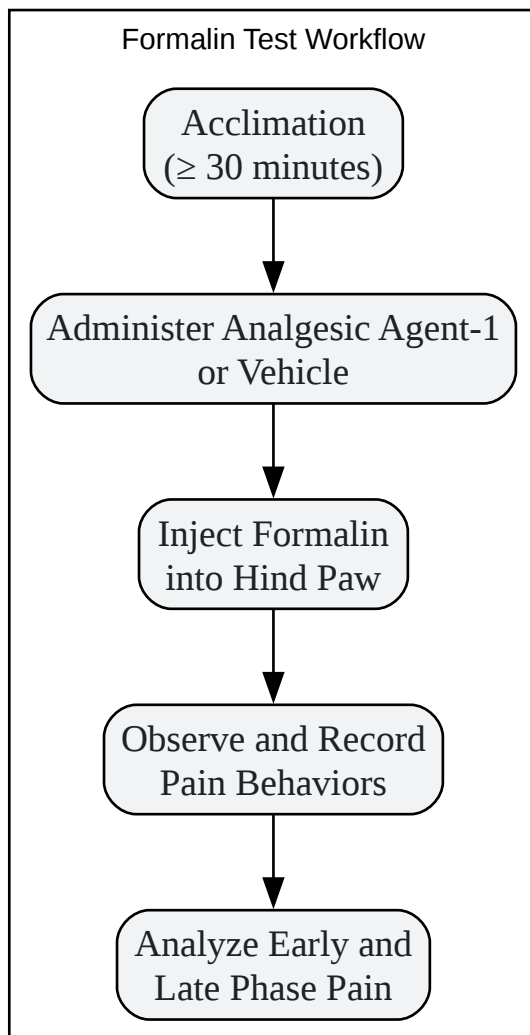 Formalin Test Workflow
Acclimation
(≥ 30 minutes)
Administer Analgesic Agent-1
or Vehicle
Inject Formalin
into Hind Paw
Observe and Record
Pain Behaviors
Analyze Early and
Late Phase Pain